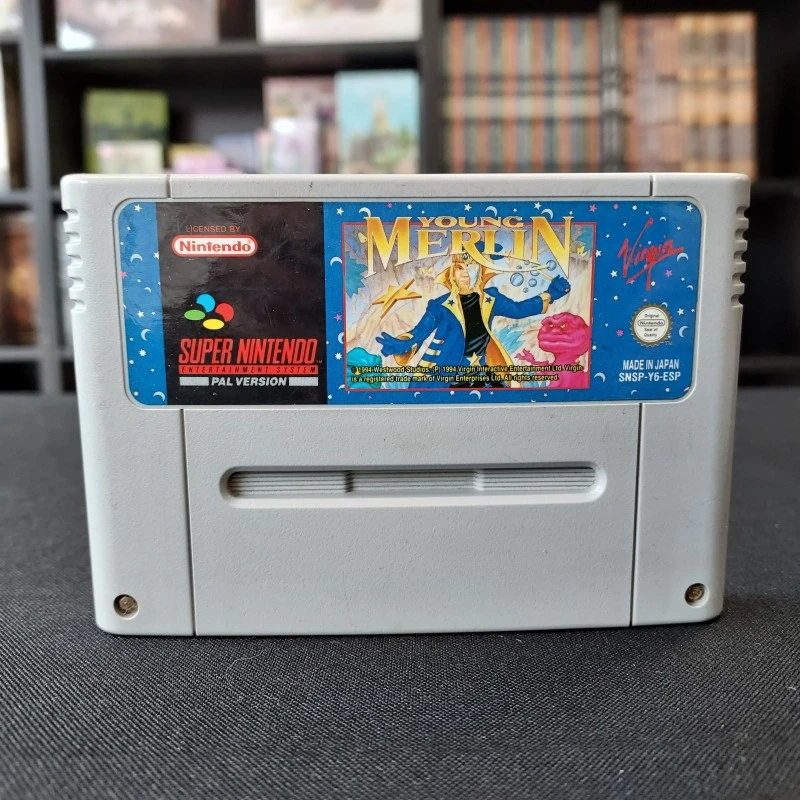 LICENSED BY
Nintendo
SUPER NINTENDO
ENTERTAINMENT SYSTEM
PAL VERSION
YOUNG
MERLIN
©1994 Westwood Studios. (P) 1994 Virgin Interactive Entertainment Ltd. Virgin
is a registered trade mark of Virgin Enterprises Ltd. All rights reserved.
Virgin
Original
Nintendo
Seal of
Quality
MADE IN JAPAN
SNSP-Y6-ESP